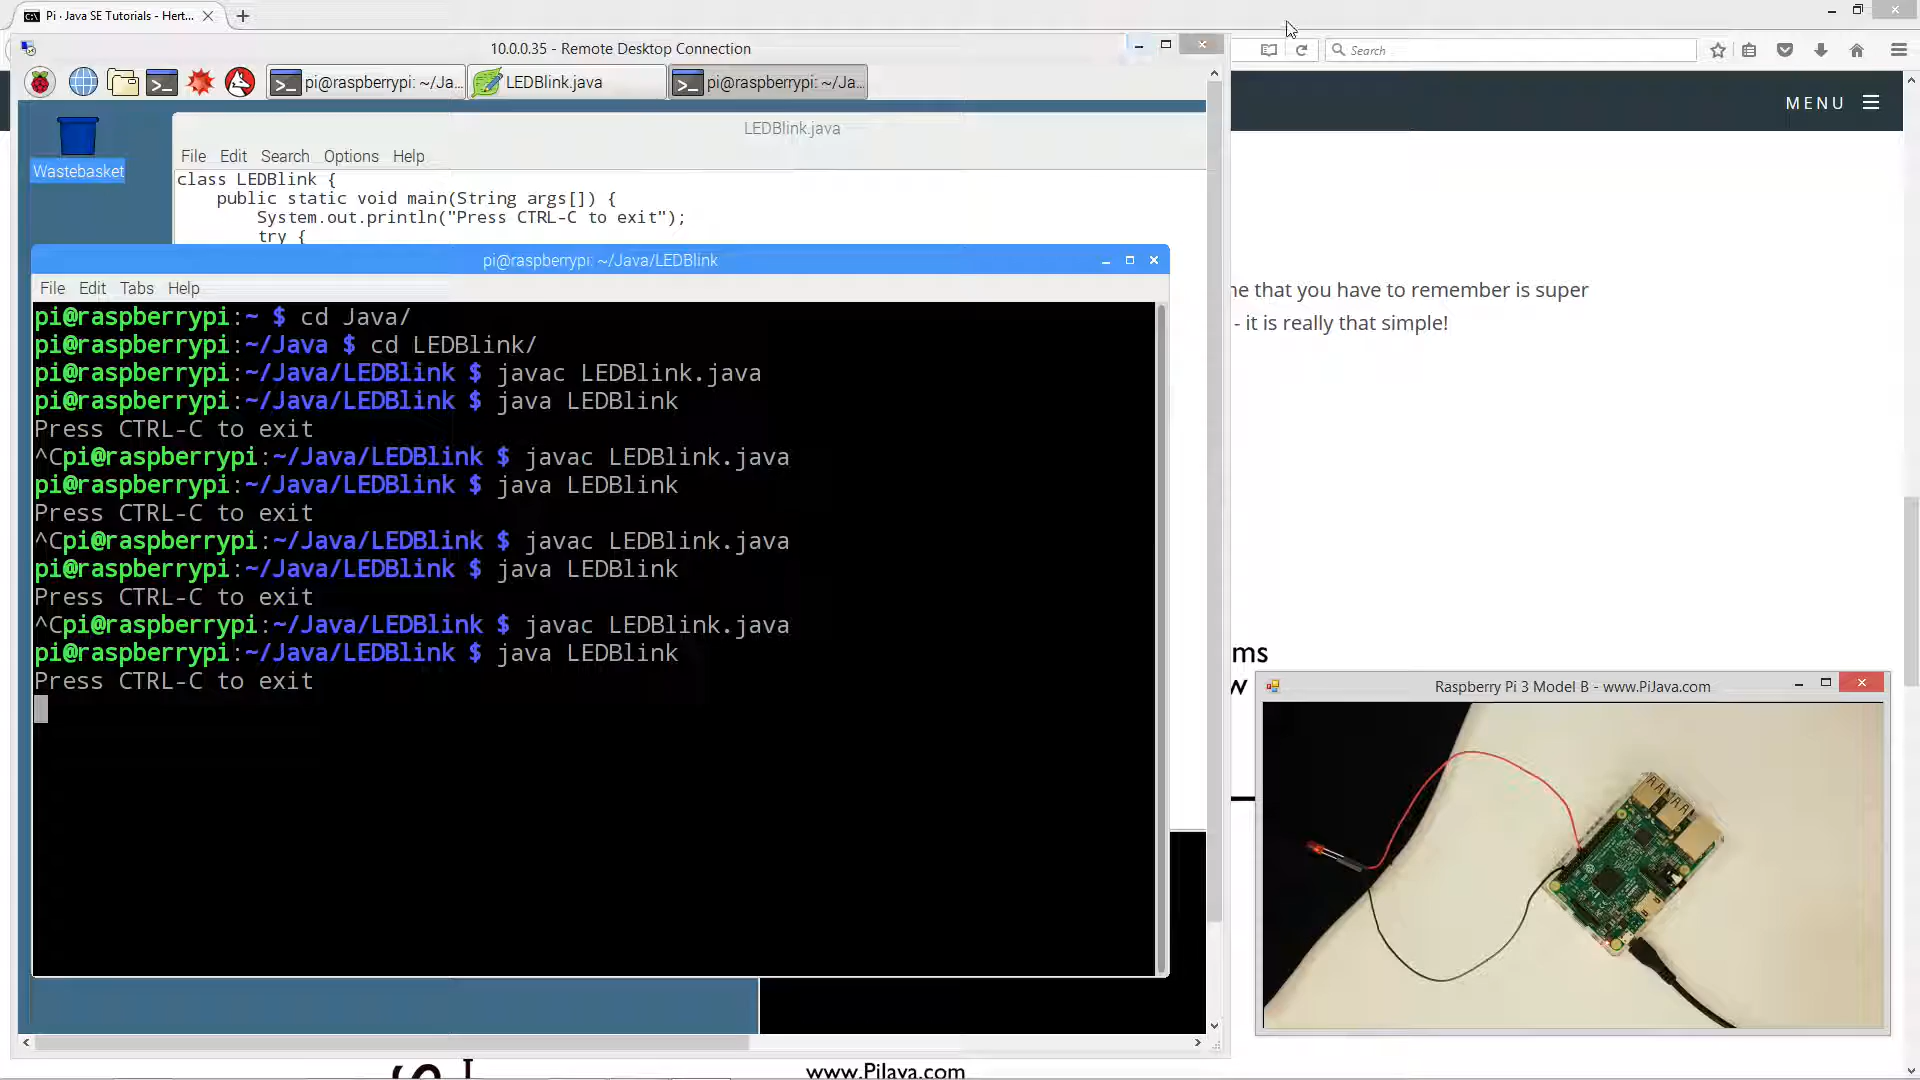 Pi - Java SE Tutorials - Hert...
10.0.0.35 - Remote Desktop Connection
Search
pi@raspberrypi: ~/Ja...
LEDBlink.java
pi@raspberrypi: ~/Ja...
MENU
Wastebasket
LEDBlink.java
File Edit Search Options Help
class LEDBlink {
public static void main(String args[]) {
System.out.println("Press CTRL-C to exit");
try {
pi@raspberrypi: ~/Java/LEDBlink
File Edit Tabs Help
pi@raspberrypi:~ $ cd Java/
pi@raspberrypi:~/Java $ cd LEDBlink/
pi@raspberrypi:~/Java/LEDBlink $ javac LEDBlink.java
pi@raspberrypi:~/Java/LEDBlink $ java LEDBlink
Press CTRL-C to exit
^Cpi@raspberrypi:~/Java/LEDBlink $ javac LEDBlink.java
pi@raspberrypi:~/Java/LEDBlink $ java LEDBlink
Press CTRL-C to exit
^Cpi@raspberrypi:~/Java/LEDBlink $ javac LEDBlink.java
pi@raspberrypi:~/Java/LEDBlink $ java LEDBlink
Press CTRL-C to exit
^Cpi@raspberrypi:~/Java/LEDBlink $ javac LEDBlink.java
pi@raspberrypi:~/Java/LEDBlink $ java LEDBlink
Press CTRL-C to exit
that you have to remember is super
- it is really that simple!
ms
w
Raspberry Pi 3 Model B - www.PiJava.com
www.PiJava.com